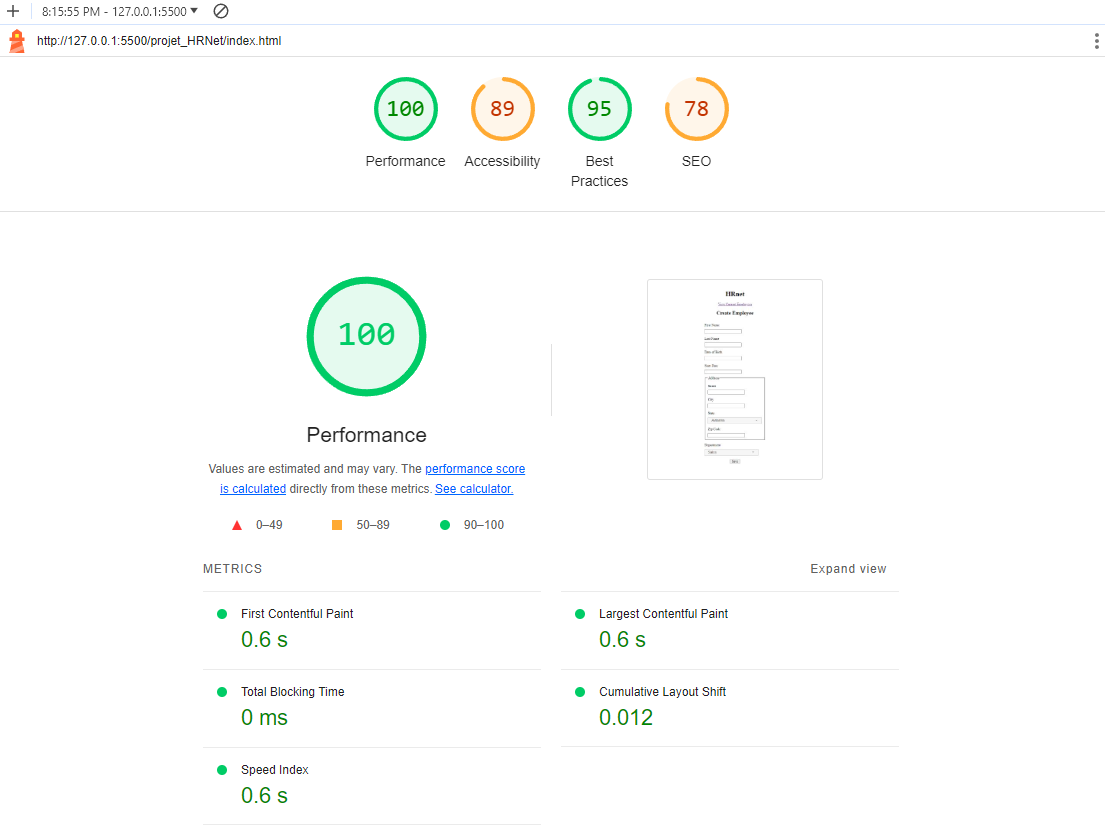 8:15:55 PM - 127.0.0.1:5500
http://127.0.0.1:5500/projet_HRNet/index.html
100
89
95
78
Performance
Accessibility
Best
Practices
SEO
100
Performance
Values are estimated and may vary. The performance score
is calculated directly from these metrics. See calculator.
0–49
50–89
90–100
HRnet
Create Employee
First Name
Last Name
Date of Birth
Start Date
Street
City
State
Zip Code
Department
Sales
Save
METRICS
Expand view
First Contentful Paint
0.6 s
Largest Contentful Paint
0.6 s
Total Blocking Time
0 ms
Cumulative Layout Shift
0.012
Speed Index
0.6 s